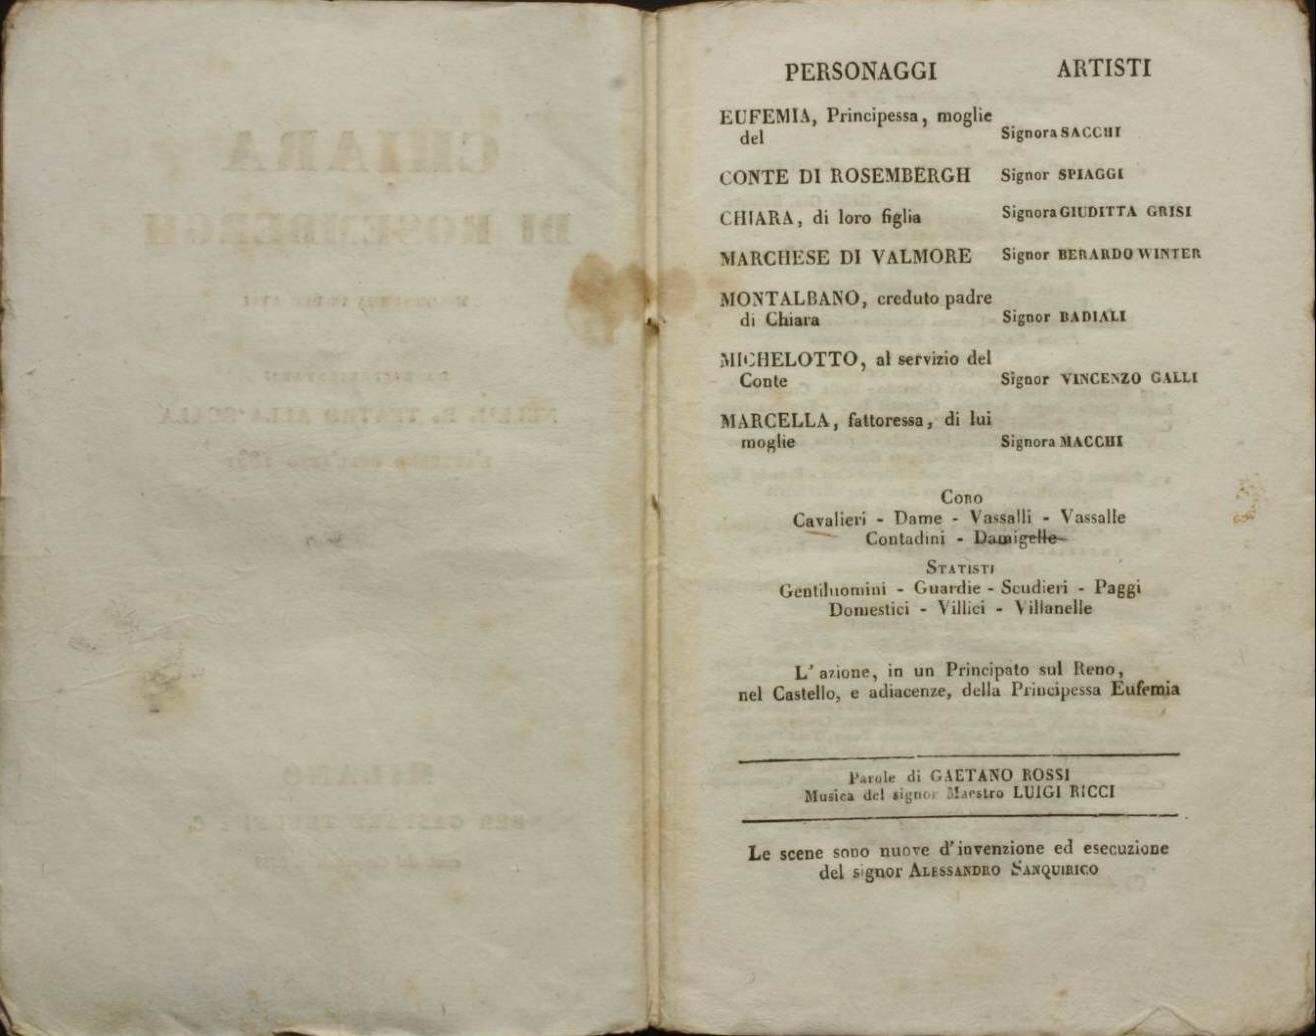 PERSONAGGI ARTISTI
EUFEMIA, Principessa, moglie
del Signora SACCHI
CONTE DI ROSEMBERGH Signor SPIAGGI
CHIARA, di loro figlia Signora GIUDITTA GRISI
MARCHESE DI VALMORE Signor BERARDO WINTER
MONTALBANO, creduto padre
di Chiara Signor BADIALI
MICHELOTTO, al servizio del
Conte Signor VINCENZO GALLI
MARCELLA, fattoressa, di lui
moglie Signora MACCHI
CORO
Cavalieri - Dame - Vassalli - Vassalle
Contadini - Damigelle
STATISTI
Gentiluomini - Guardie - Scudieri - Paggi
Domestici - Villici - Villanelle
L'azione, in un Principato sul Reno,
nel Castello, e adiacenze, della Principessa Eufemia
Parole di GAETANO ROSSI
Musica del signor Maestro LUIGI RICCI
Le scene sono nuove d'invenzione ed esecuzione
del signor ALESSANDRO SANQUIRICO